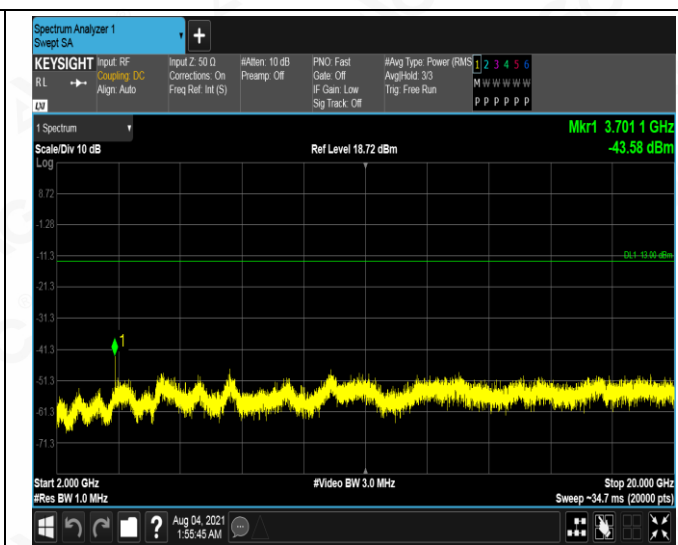 Spectrum Analyzer 1
Swept SA
+
KEYSIGHT Input: RF Input Z: 50 Ω #Atten: 10 dB PNO: Fast #Avg Type: Power (RMS 1 2 3 4 5 6
RL Coupling: DC Corrections: On Preamp: Off Gate: Off Avg|Hold: 3/3 M W W W W W
Align: Auto Freq Ref: Int (S) IF Gain: Low Trig: Free Run
Sig Track: Off P P P P P P
LXI
1 Spectrum Mkr1 3.701 1 GHz
Scale/Div 10 dB Ref Level 18.72 dBm -43.58 dBm
Log
8.72
-1.28
-11.3
DL1 -13.00 dBm
-21.3
-31.3
1
-41.3
-51.3
-61.3
-71.3
Start 2.000 GHz #Video BW 3.0 MHz Stop 20.000 GHz
#Res BW 1.0 MHz Sweep ~34.7 ms (20000 pts)
? Aug 04, 2021
1:55:45 AM